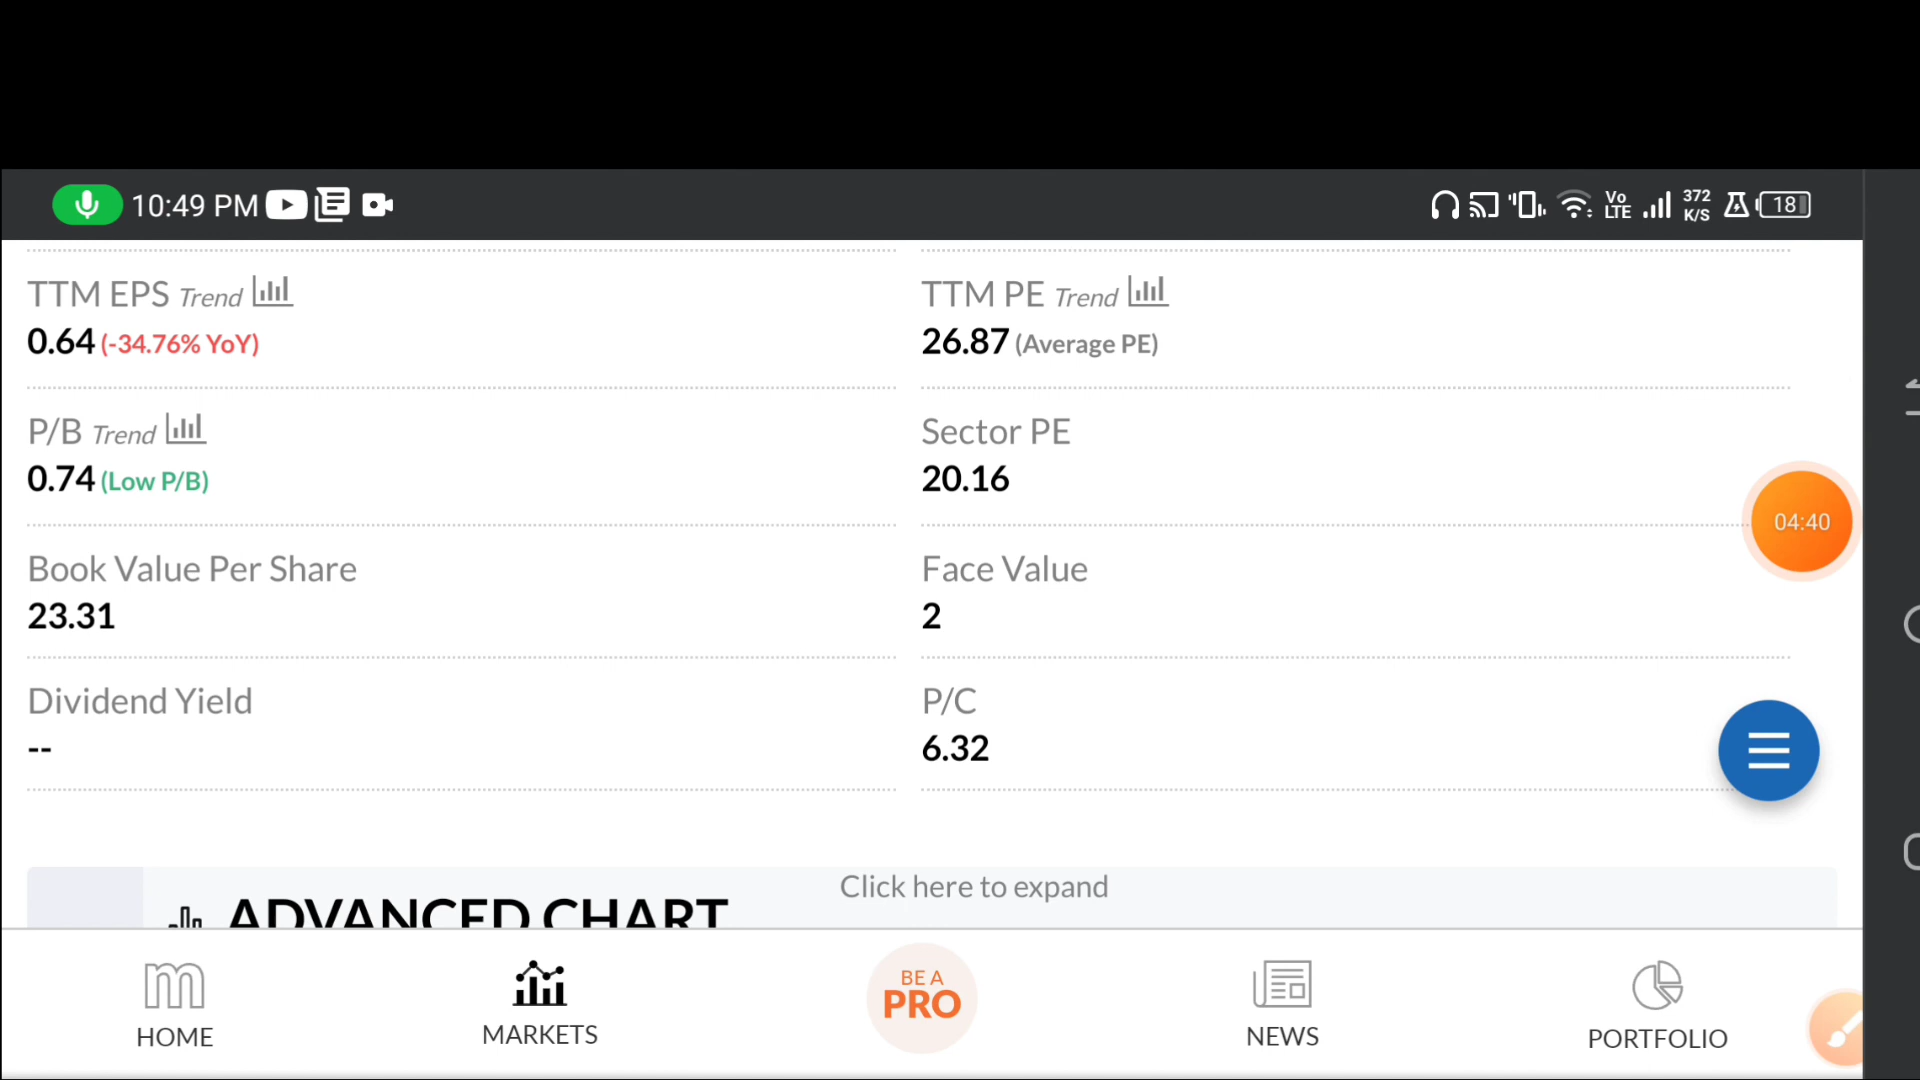 10:49 PM
Vo LTE
372 K/S
18
TTM EPS Trend
0.64 (-34.76% YoY)
TTM PE Trend
26.87 (Average PE)
P/B Trend
0.74 (Low P/B)
Sector PE
20.16
04:40
Book Value Per Share
23.31
Face Value
2
Dividend Yield
--
P/C
6.32
Click here to expand
ADVANCED CHART
HOME
MARKETS
BE A
PRO
NEWS
PORTFOLIO